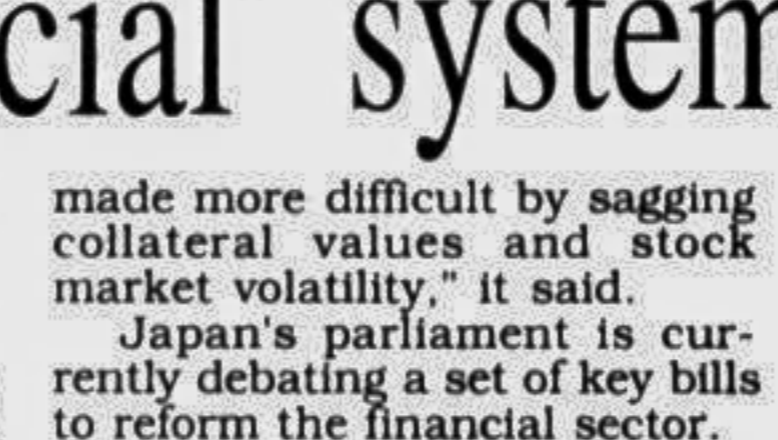 cial system
made more difficult by sagging
collateral values and stock
market volatility," it said.
Japan's parliament is cur-
rently debating a set of key bills
to reform the financial sector.